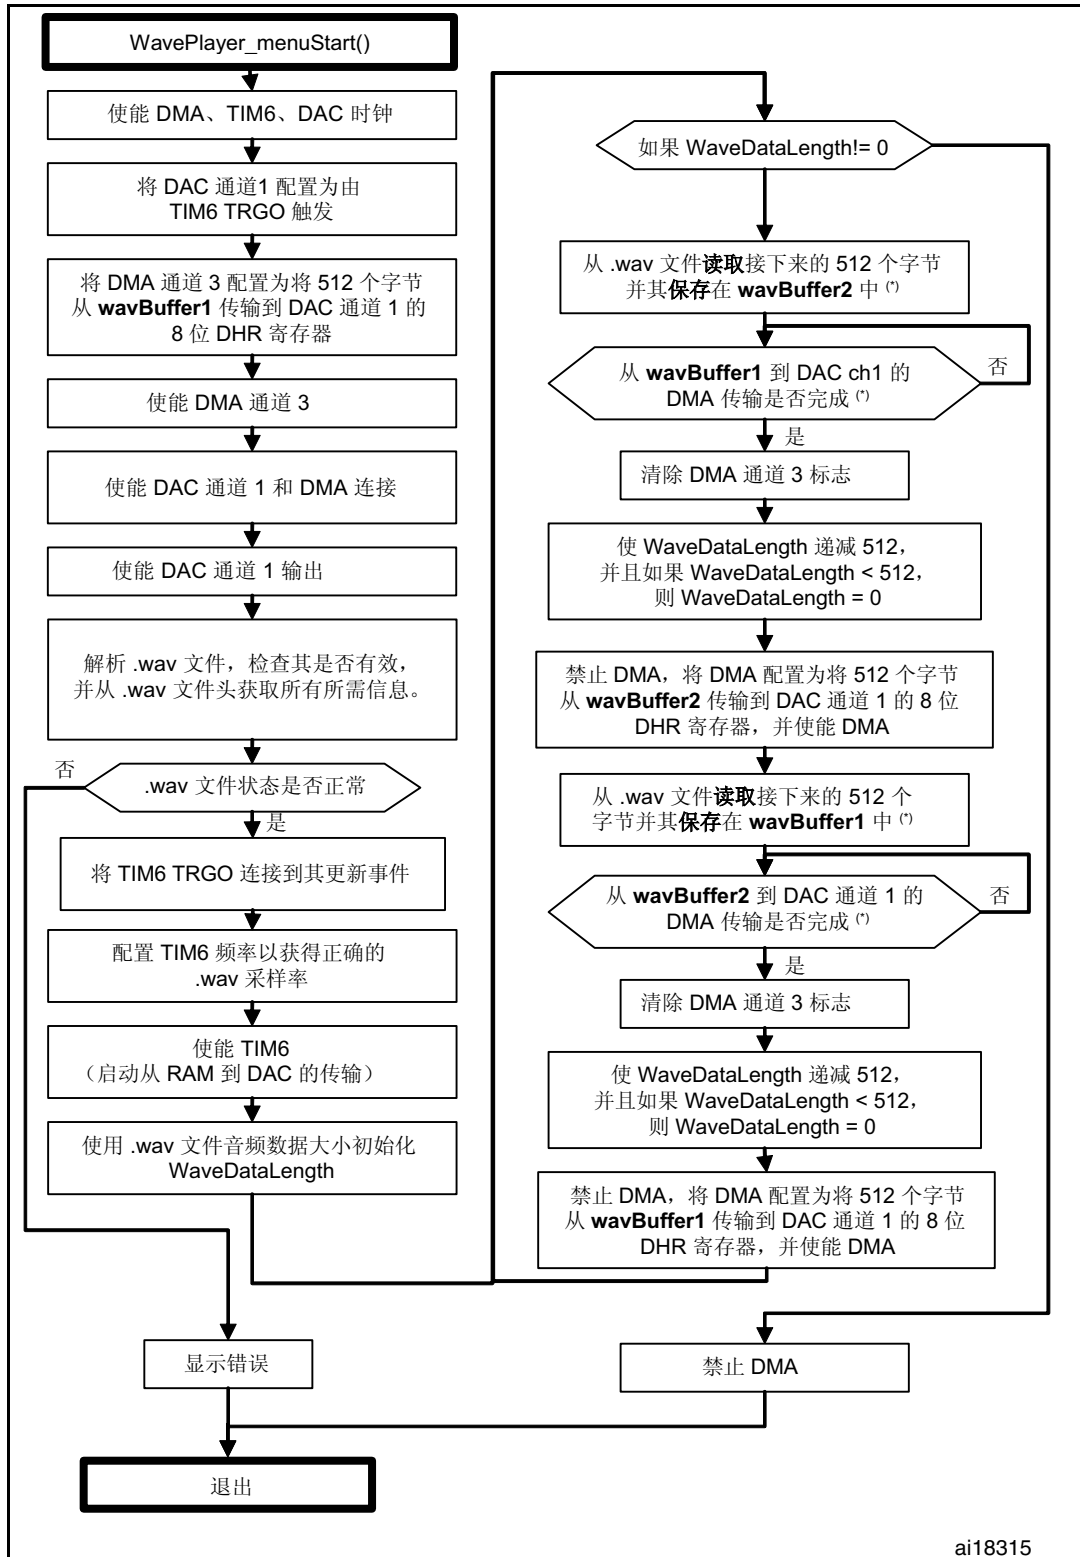 WavePlayer_menuStart()
使能 DMA、TIM6、DAC 时钟
将 DAC 通道1 配置为由
TIM6 TRGO 触发
将 DMA 通道 3 配置为将 512 个字节
从 wavBuffer1 传输到 DAC 通道 1 的
8 位 DHR 寄存器
使能 DMA 通道 3
使能 DAC 通道 1 和 DMA 连接
使能 DAC 通道 1 输出
解析 .wav 文件，检查其是否有效，
并从 .wav 文件头获取所有所需信息。
否
.wav 文件状态是否正常
是
将 TIM6 TRGO 连接到其更新事件
配置 TIM6 频率以获得正确的
.wav 采样率
使能 TIM6
（启动从 RAM 到 DAC 的传输）
使用 .wav 文件音频数据大小初始化
WaveDataLength
显示错误
退出
如果 WaveDataLength!= 0
从 .wav 文件读取接下来的 512 个字节
并其保存在 wavBuffer2 中 (*)
从 wavBuffer1 到 DAC ch1 的
DMA 传输是否完成 (*)
否
是
清除 DMA 通道 3 标志
使 WaveDataLength 递减 512，
并且如果 WaveDataLength < 512，
则 WaveDataLength = 0
禁止 DMA，将 DMA 配置为将 512 个字节
从 wavBuffer2 传输到 DAC 通道 1 的 8 位
DHR 寄存器，并使能 DMA
从 .wav 文件读取接下来的 512 个
字节并其保存在 wavBuffer1 中 (*)
从 wavBuffer2 到 DAC 通道 1 的
DMA 传输是否完成 (*)
否
是
清除 DMA 通道 3 标志
使 WaveDataLength 递减 512，
并且如果 WaveDataLength < 512，
则 WaveDataLength = 0
禁止 DMA，将 DMA 配置为将 512 个字节
从 wavBuffer1 传输到 DAC 通道 1 的 8 位
DHR 寄存器，并使能 DMA
禁止 DMA
ai18315